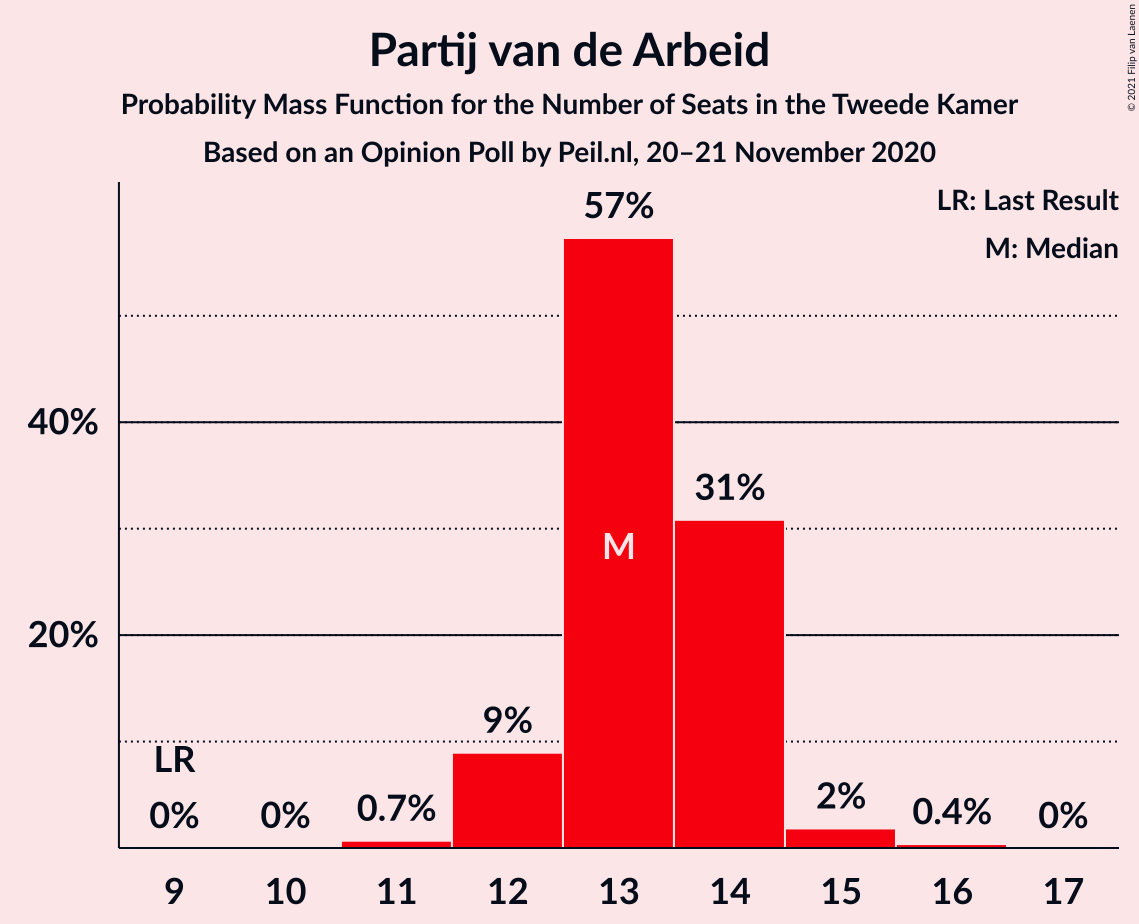 Partij van de Arbeid
Probability Mass Function for the Number of Seats in the Tweede Kamer
Based on an Opinion Poll by Peil.nl, 20–21 November 2020
© 2021 Filip van Laenen
LR: Last Result
M: Median
57%
40%
31%
M
20%
9%
LR
0%
0%
0.7%
2%
0.4%
0%
9 10 11 12 13 14 15 16 17